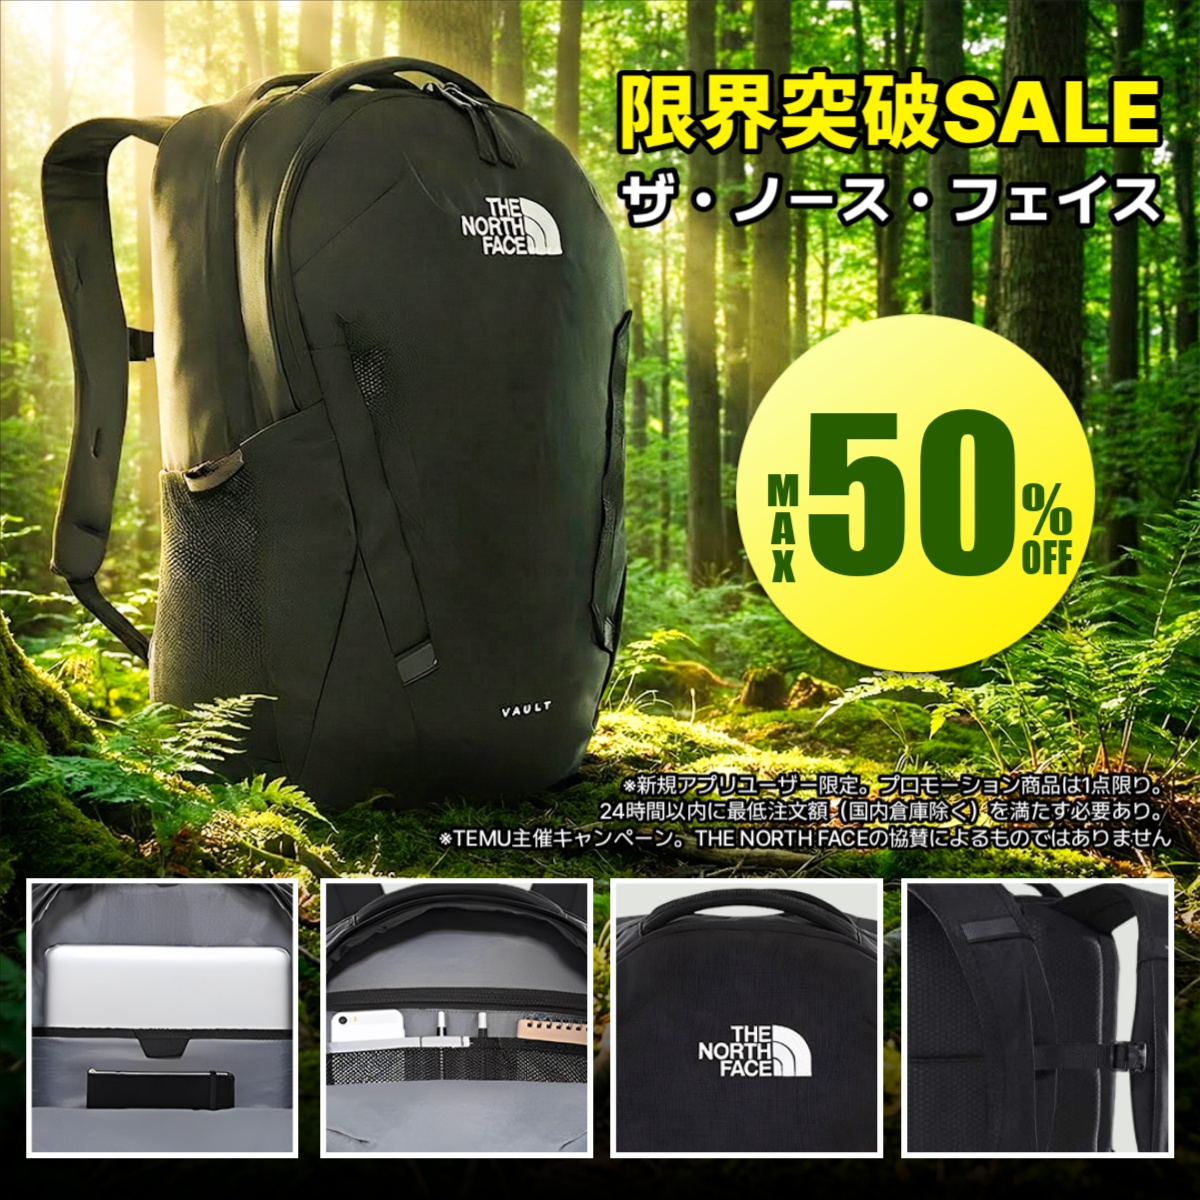 限界突破SALE
ザ・ノース・フェイス
THE
NORTH
FACE
MAX
50
%
OFF
VAULT
※新規アプリユーザー限定。プロモーション商品は1点限り。
24時間以内に最低注文額（国内倉庫除く）を満たす必要あり。
※TEMU主催キャンペーン。THE NORTH FACEの協賛によるものではありません
THE
NORTH
FACE